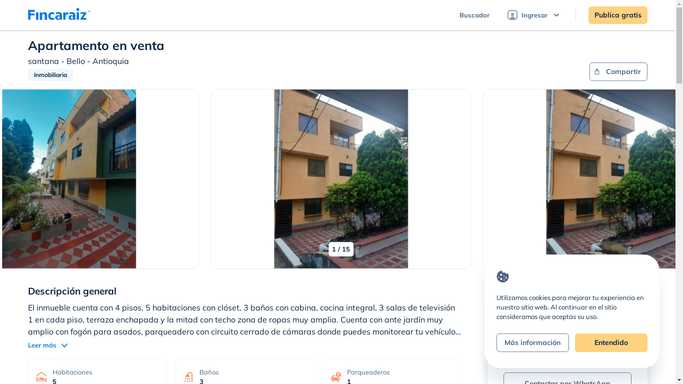 Fincaraiz
Buscador
Ingresar
Publica gratis
Apartamento en venta
santana - Bello - Antioquia
Inmobiliaria
Compartir
1 / 15
Descripción general
El inmueble cuenta con 4 pisos, 5 habitaciones con clóset, 3 baños con cabina, cocina integral, 3 salas de televisión
1 en cada piso, terraza enchapada y la mitad con techo zona de ropas muy amplio. Cuenta con ante jardín muy
amplio con fogón para asados, parqueadero con circuito cerrado de cámaras donde puedes monitorear tu vehículo...
Leer más
Habitaciones
5
Baños
3
Parqueaderos
1
Utilizamos cookies para mejorar tu experiencia en
nuestro sitio web. Al continuar en el sitio
consideramos que aceptas su uso.
Más información
Entendido
Contactar por WhatsApp